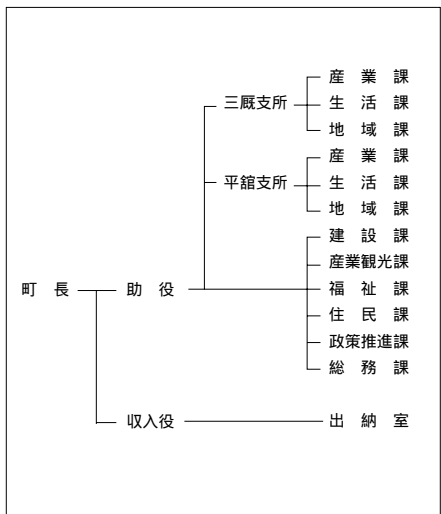 産業課
三厩支所 生活課
地域課
産業課
平舘支所 生活課
地域課
建設課
産業観光課
町長 助役 福祉課
住民課
政策推進課
総務課
収入役 出納室